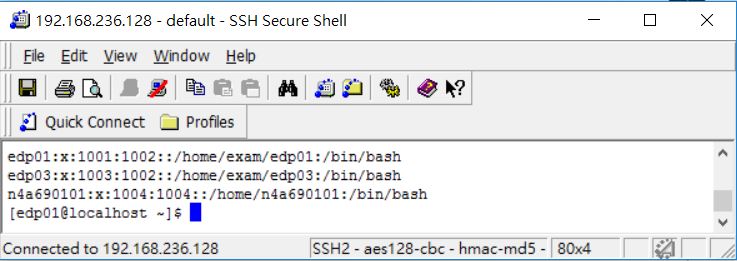 192.168.236.128 - default - SSH Secure Shell
File Edit View Window Help
Quick Connect Profiles
edp01:x:1001:1002::/home/exam/edp01:/bin/bash
edp03:x:1003:1002::/home/exam/edp03:/bin/bash
n4a690101:x:1004:1004::/home/n4a690101:/bin/bash
[edp01@localhost ~]$
Connected to 192.168.236.128 SSH2 - aes128-cbc - hmac-md5 - 80x4